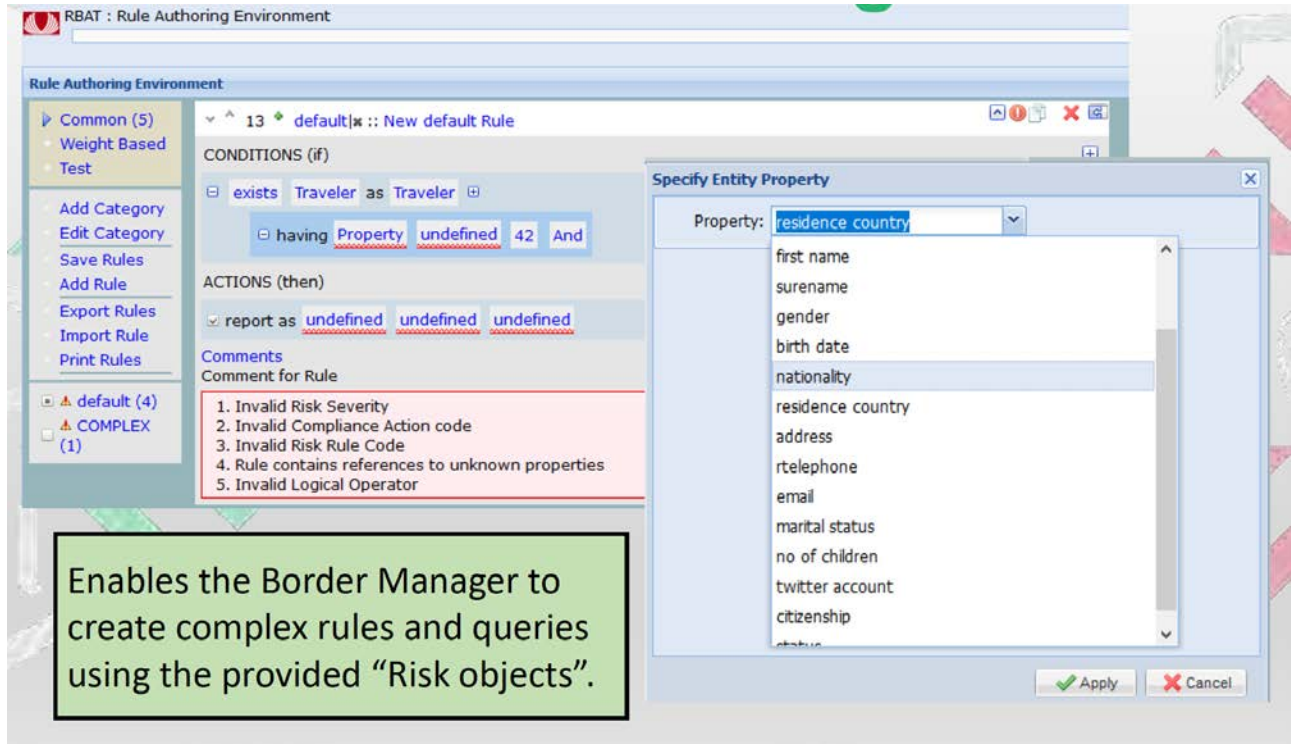 RBAT : Rule Authoring Environment
Rule Authoring Environment
Common (5)
Weight Based
Test
Add Category
Edit Category
Save Rules
Add Rule
Export Rules
Import Rule
Print Rules
default (4)
COMPLEX
(1)
13 default| :: New default Rule
CONDITIONS (if)
exists Traveler as Traveler
having Property undefined 42 And
ACTIONS (then)
report as undefined undefined undefined
Comments
Comment for Rule
1. Invalid Risk Severity
2. Invalid Compliance Action code
3. Invalid Risk Rule Code
4. Rule contains references to unknown properties
5. Invalid Logical Operator
Specify Entity Property
Property: residence country
first name
surename
gender
birth date
nationality
residence country
address
rtelephone
email
marital status
no of children
twitter account
citizenship
status
Apply Cancel
Enables the Border Manager to
create complex rules and queries
using the provided “Risk objects”.